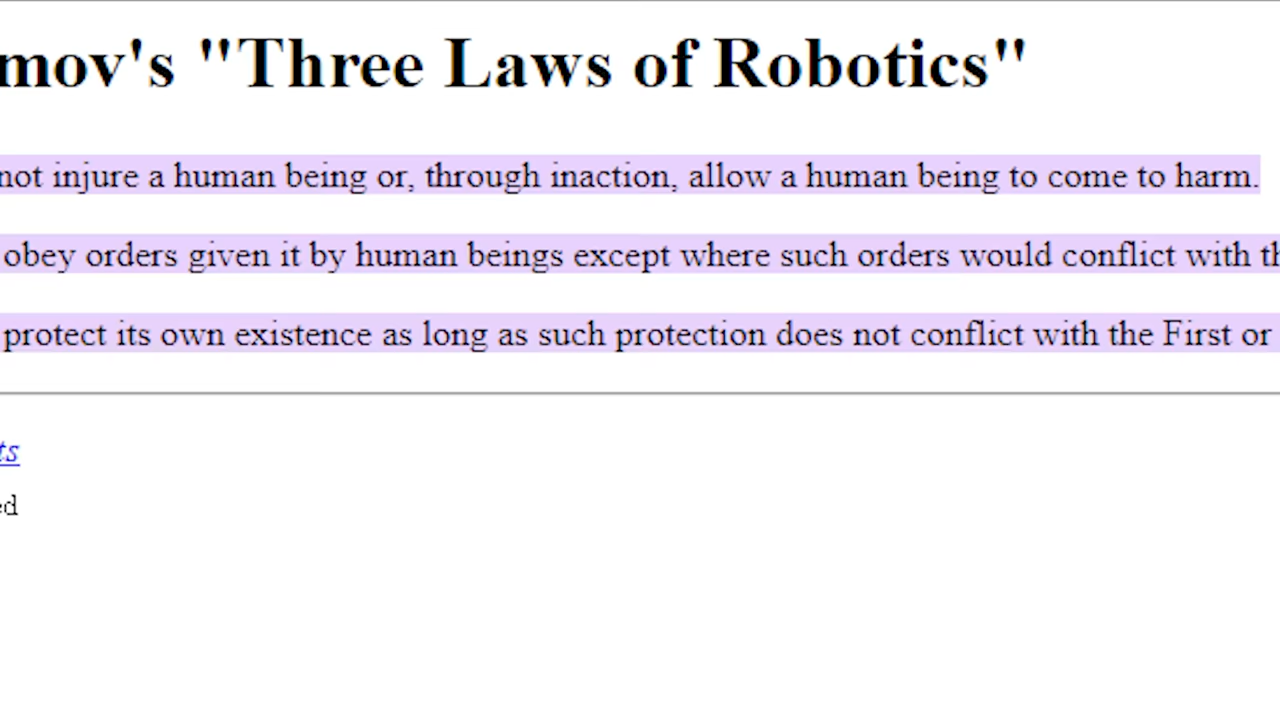 mov's "Three Laws of Robotics"
not injure a human being or, through inaction, allow a human being to come to harm.
obey orders given it by human beings except where such orders would conflict with th
protect its own existence as long as such protection does not conflict with the First or
ts
ed